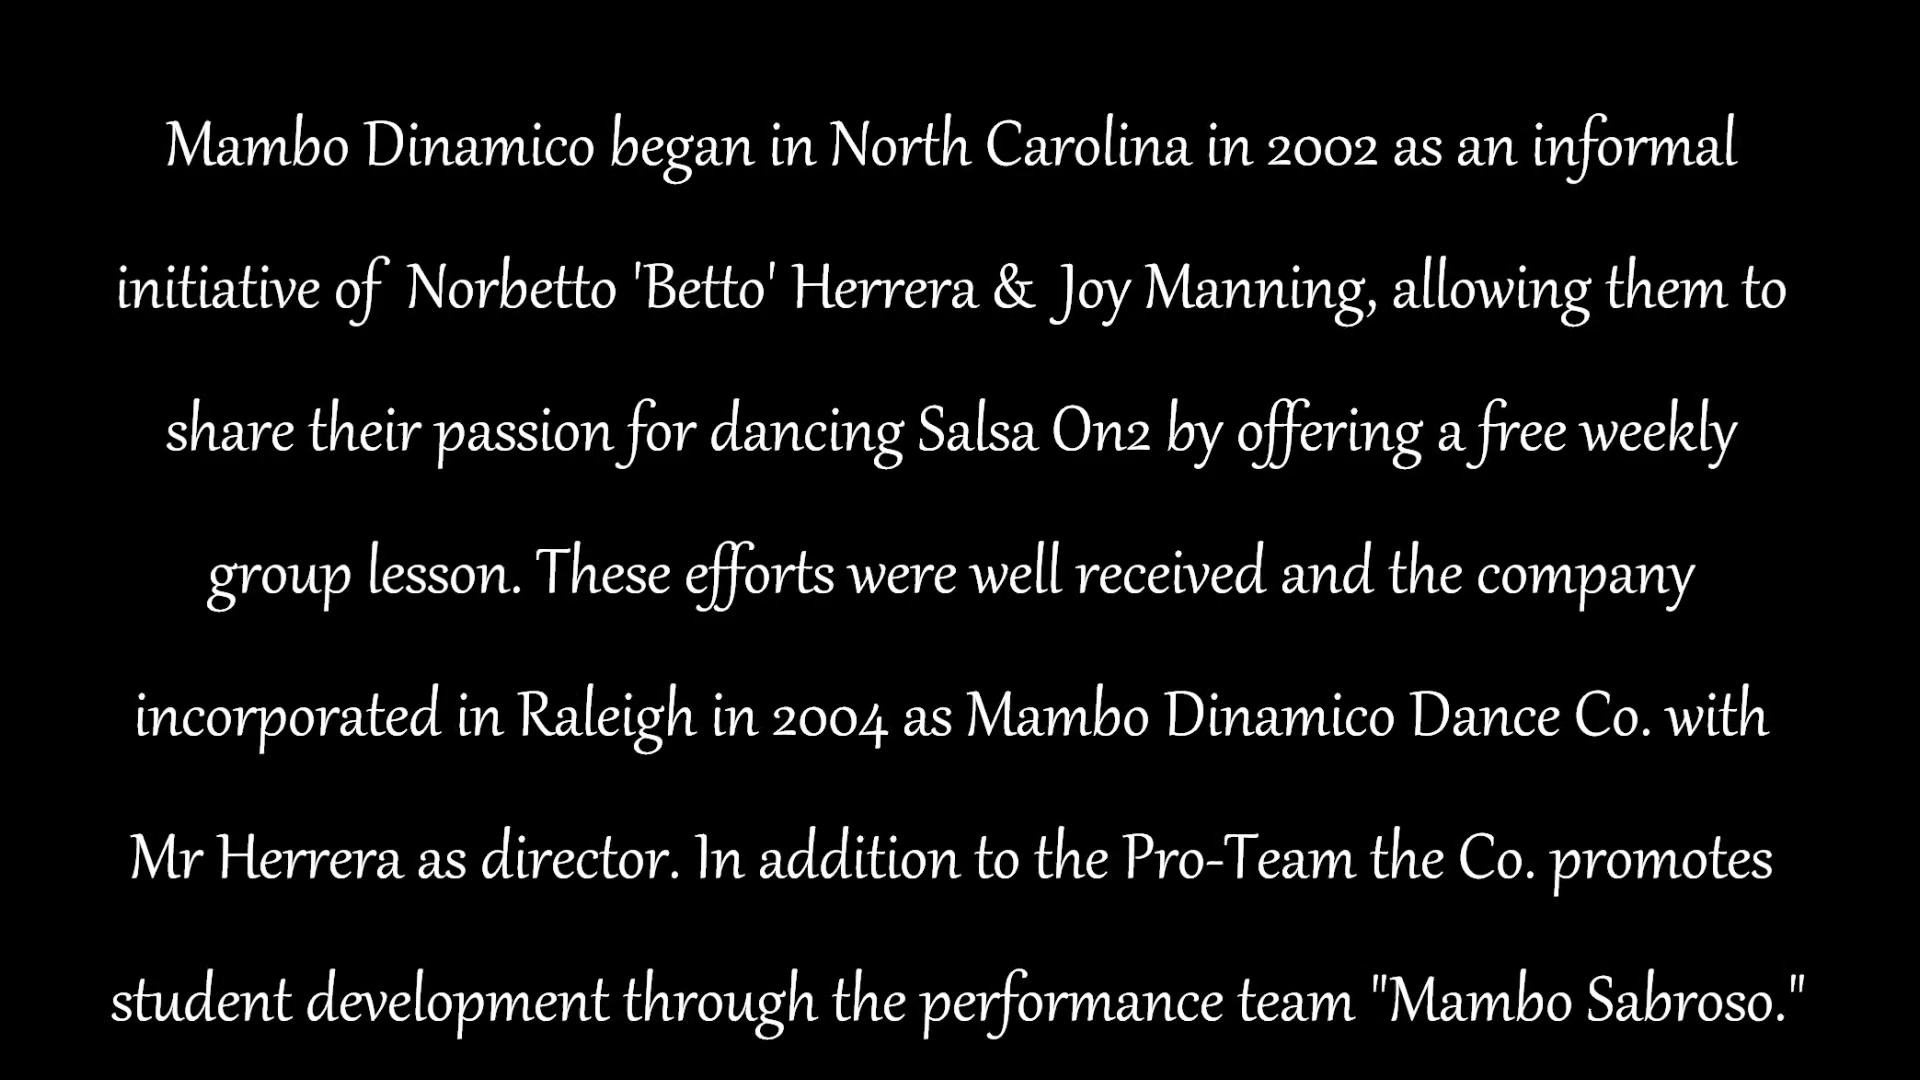 Mambo Dinamico began in North Carolina in 2002 as an informal
initiative of Norbetto 'Betto' Herrera & Joy Manning, allowing them to
share their passion for dancing Salsa On2 by offering a free weekly
group lesson. These efforts were well received and the company
incorporated in Raleigh in 2004 as Mambo Dinamico Dance Co. with
Mr Herrera as director. In addition to the Pro-Team the Co. promotes
student development through the performance team "Mambo Sabroso."